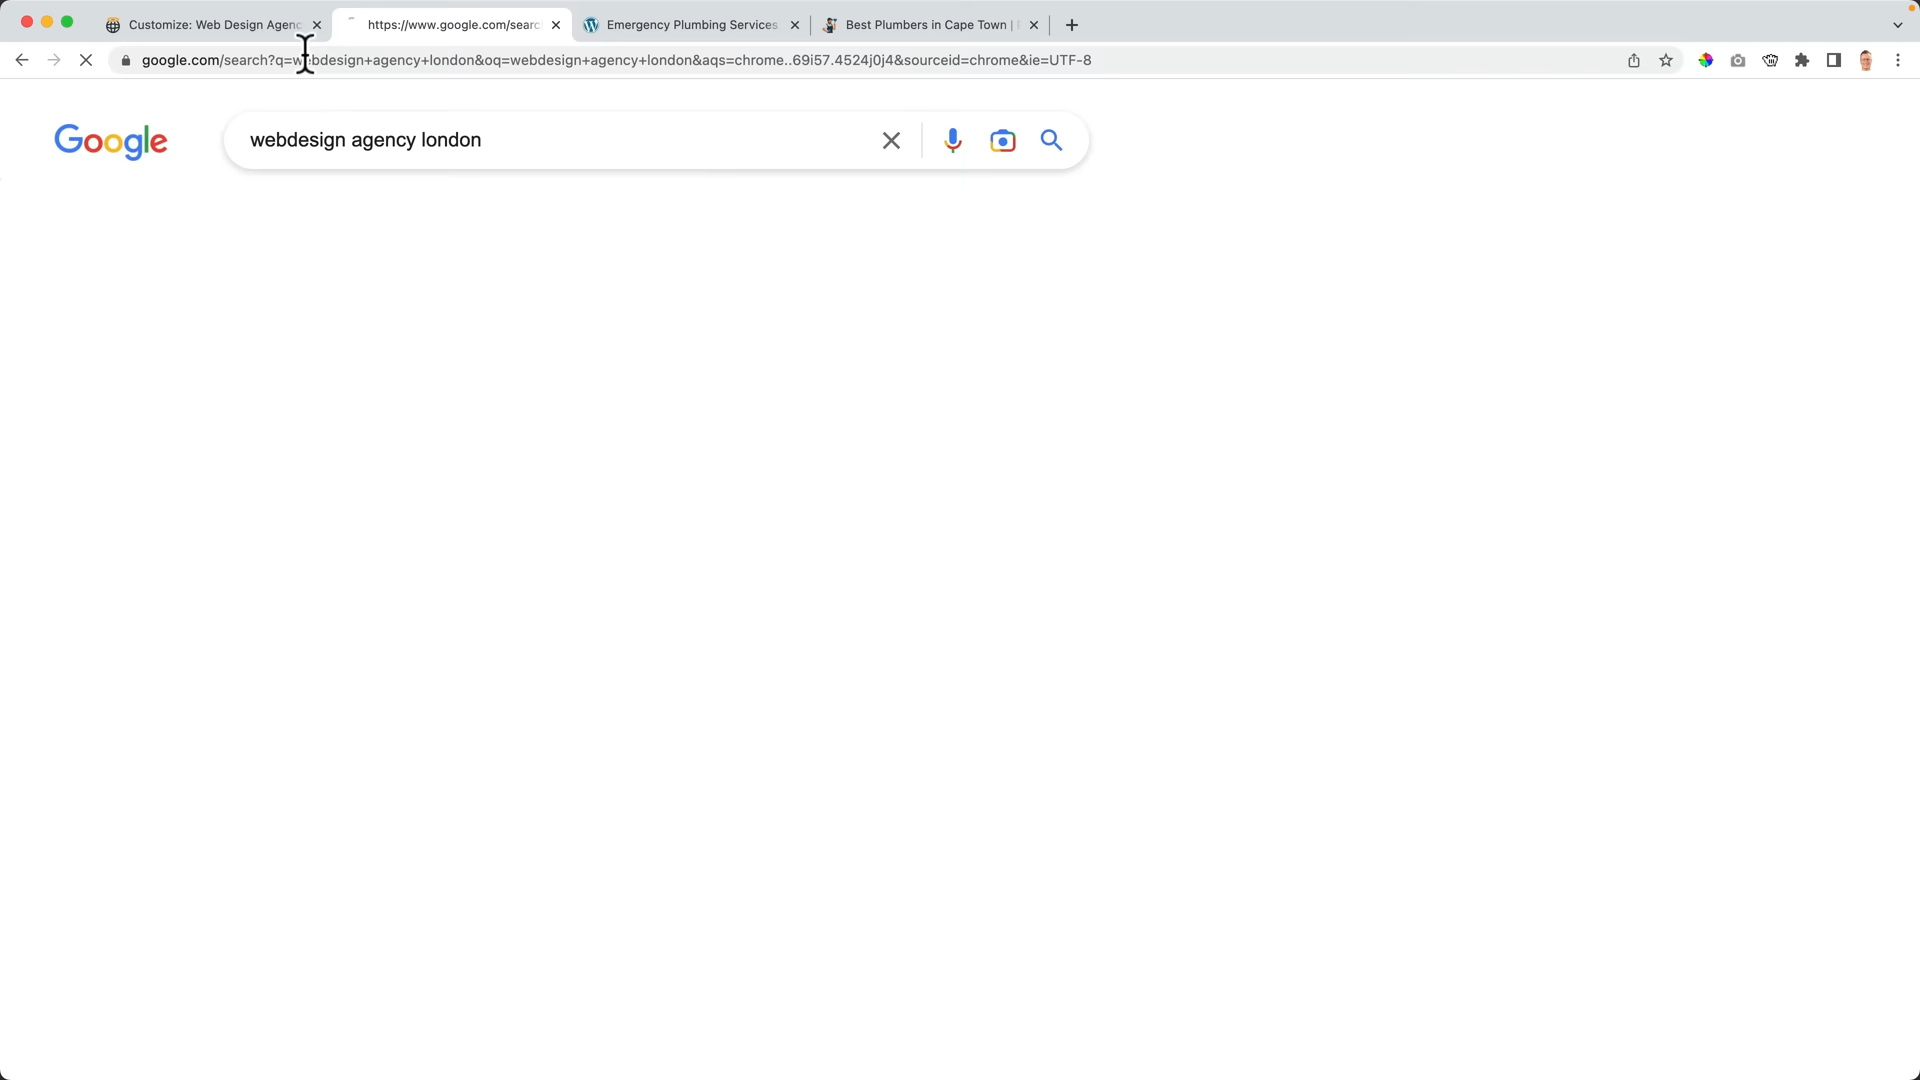 Customize: Web Design Agenc
https://www.google.com/searc
Emergency Plumbing Services
Best Plumbers in Cape Town |
google.com/search?q=webdesign+agency+london&oq=webdesign+agency+london&aqs=chrome..69i57.4524j0j4&sourceid=chrome&ie=UTF-8
Google
webdesign agency london